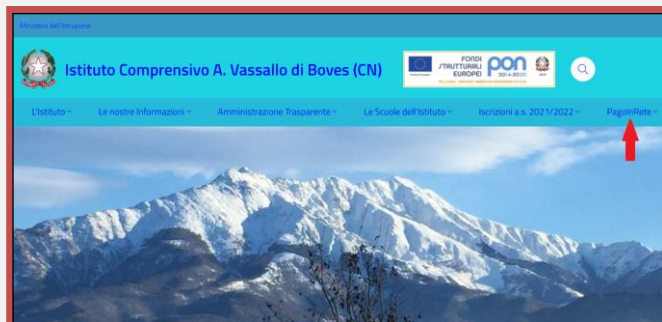 Ministero dell'Istruzione
Istituto Comprensivo A. Vassallo di Boves (CN)
FONDI
STRUTTURALI
EUROPEI
pon
2014-2020
L'Istituto
Le nostre Informazioni
Amministrazione Trasparente
Le Scuole dell'Istituto
Iscrizioni a.s. 2021/2022
PagoInRete